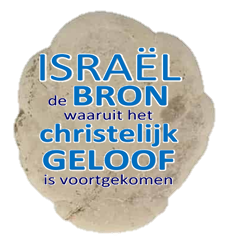 ISRAËL
de BRON
waaruit het
christelijk
GELOOF
is voortgekomen